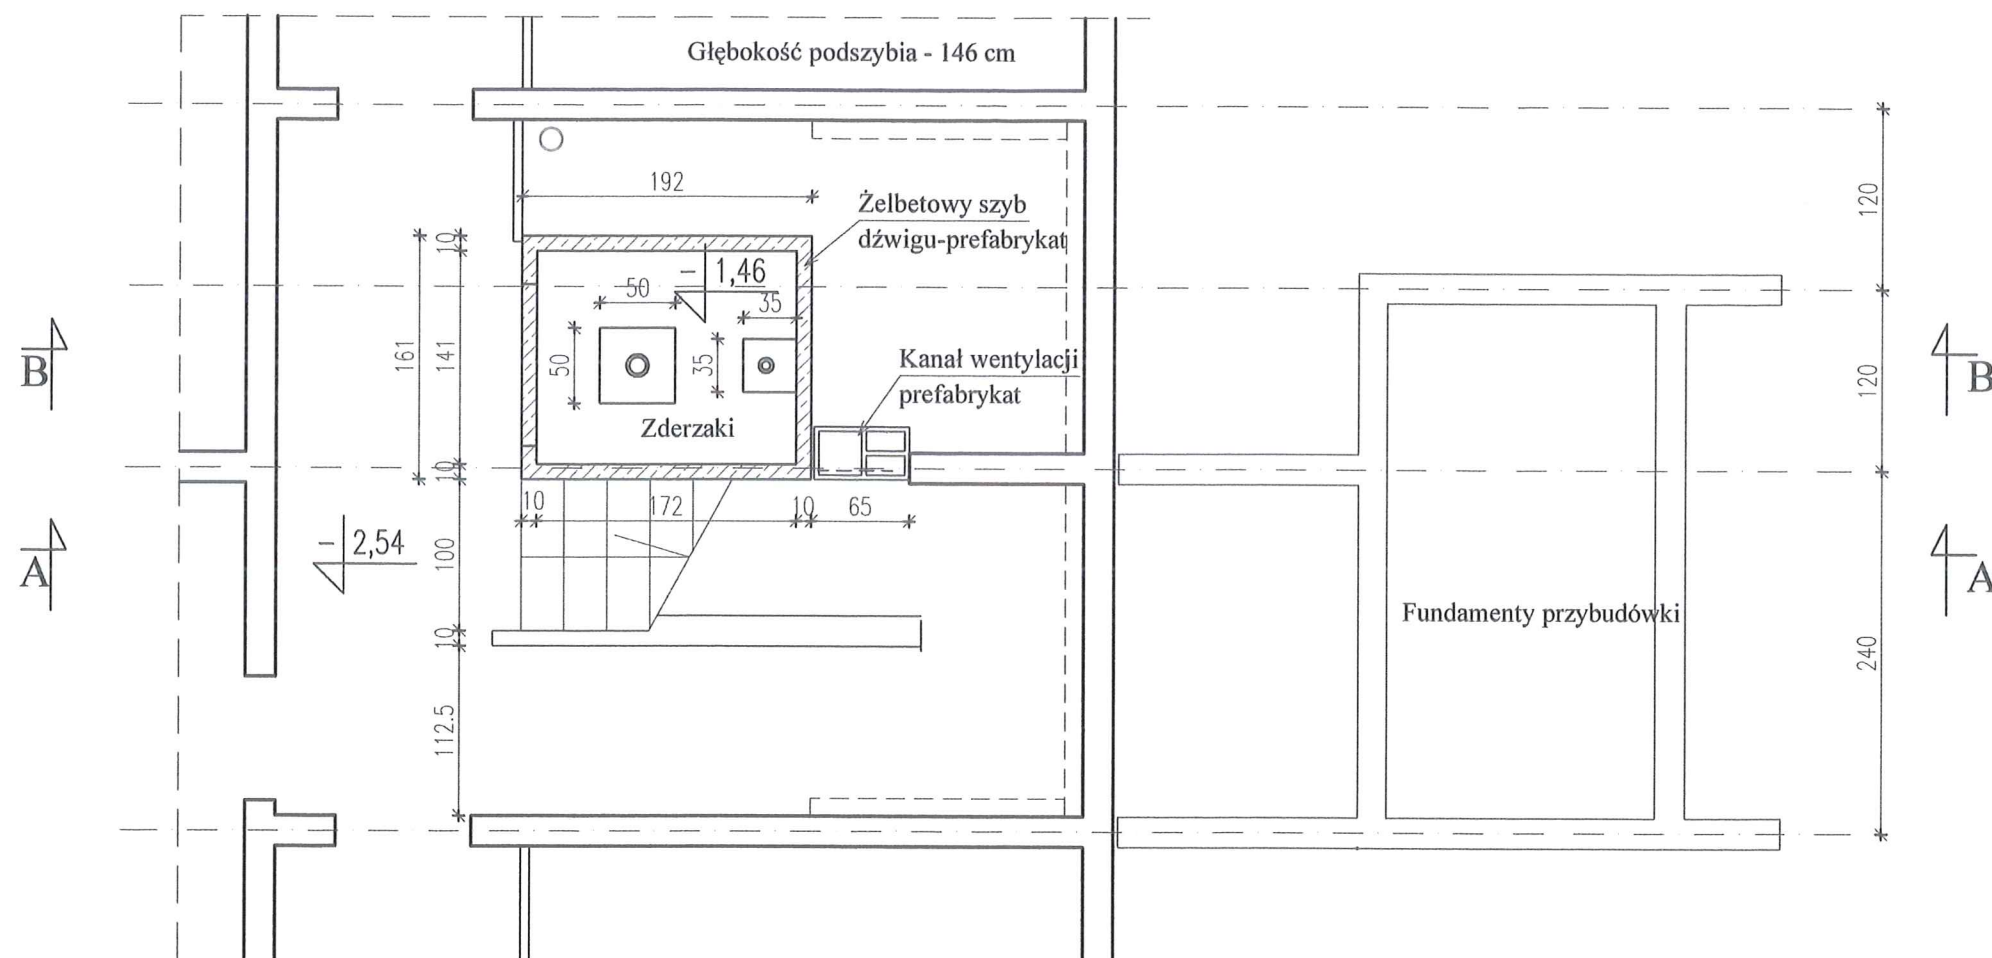 Głębokość podszybia - 146 cm
192
Żelbetowy szyb
dźwigu-prefabrykat
120
10
- 1,46
50
35
161
141
50
35
Kanał wentylacji
prefabrykat
120
B
B
Zderzaki
10
10
172
10
65
- 2,54
100
A
A
Fundamenty przybudówki
10
240
112.5